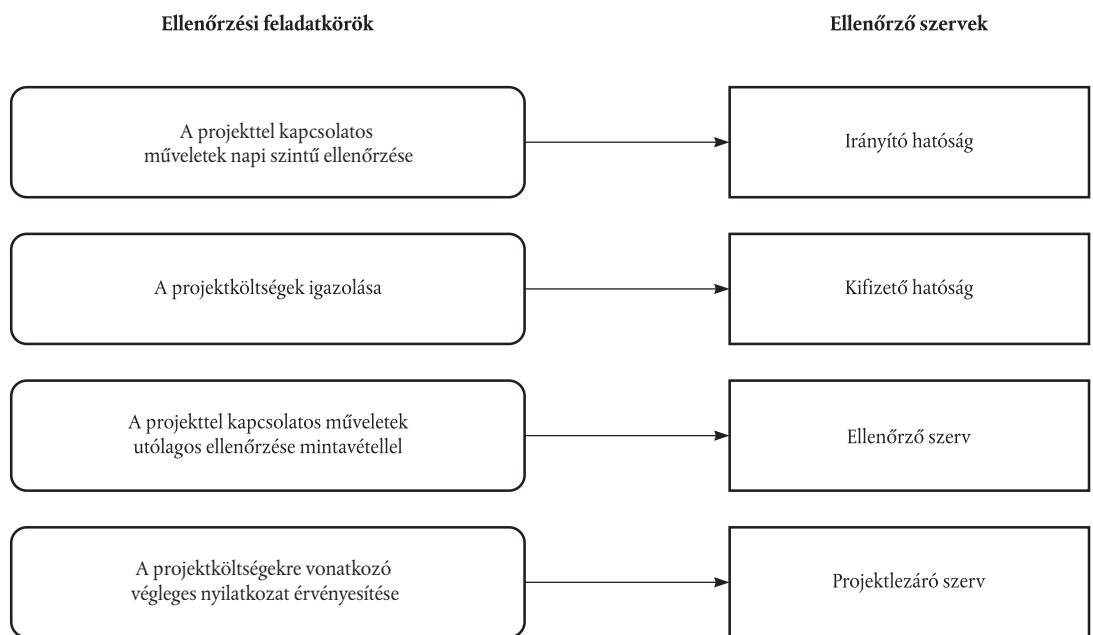 Ellenőrzési feladatkörök
Ellenőrző szervek
A projekttel kapcsolatos
műveletek napi szintű ellenőrzése
Irányító hatóság
A projektköltségek igazolása
Kifizető hatóság
A projekttel kapcsolatos műveletek
utólagos ellenőrzése mintavétellel
Ellenőrző szerv
A projektköltségekre vonatkozó
végleges nyilatkozat érvényesítése
Projektlezáró szerv